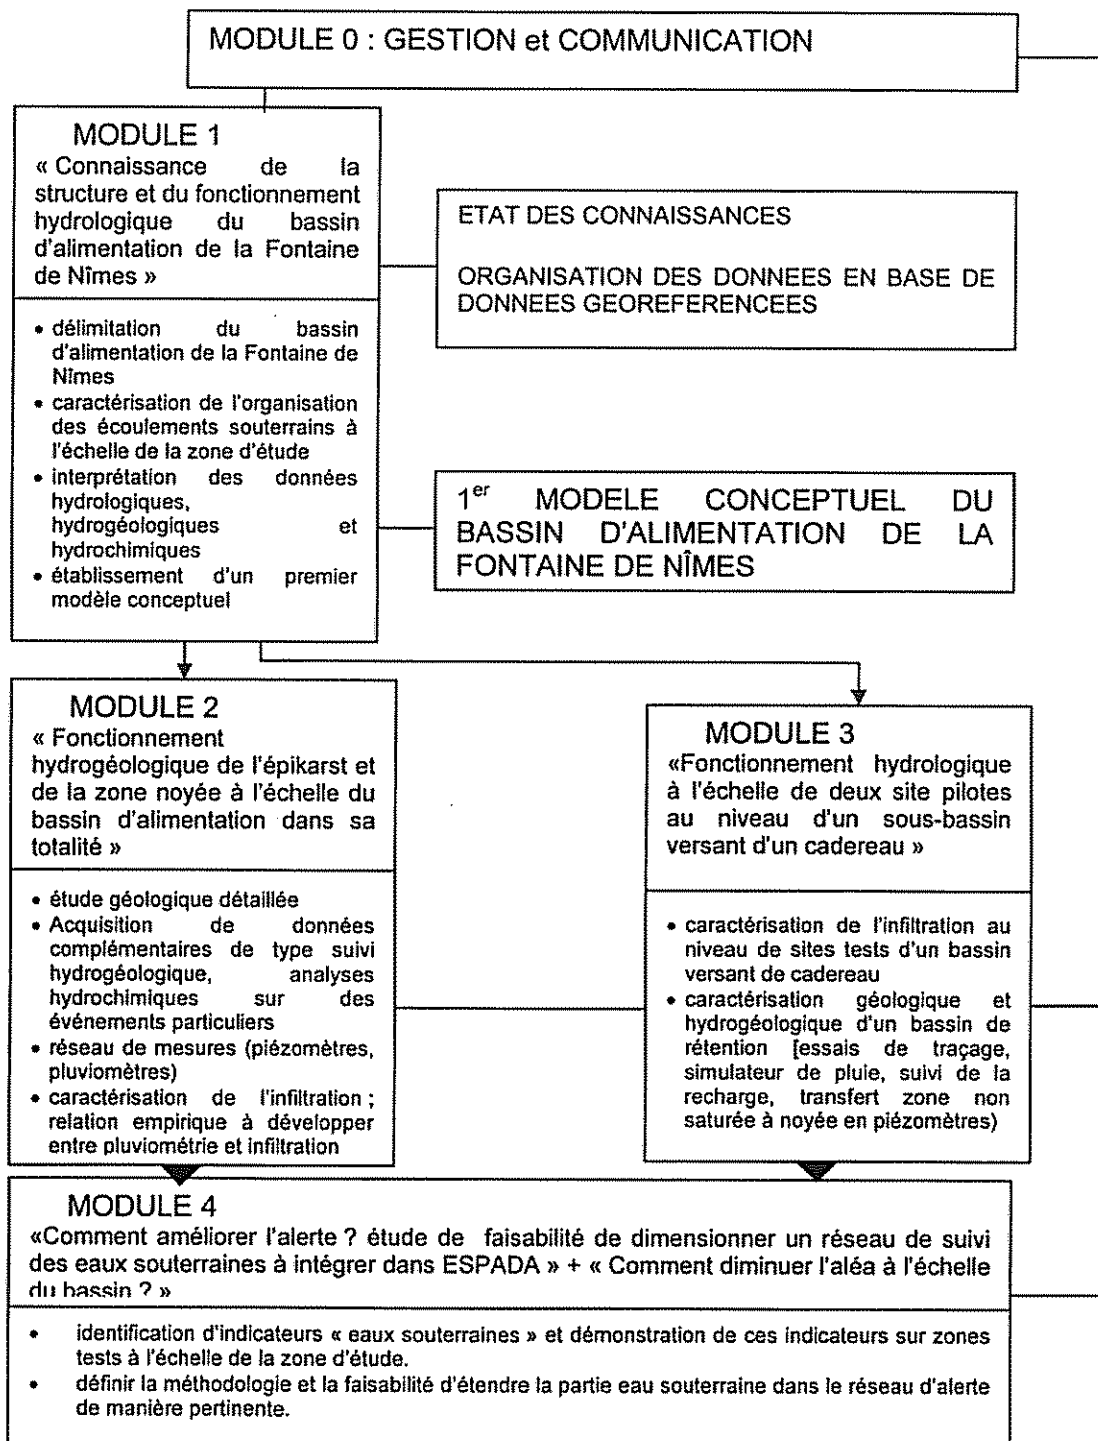 MODULE 0 : GESTION et COMMUNICATION
MODULE 1
« Connaissance de la
structure et du fonctionnement
hydrologique du bassin
d'alimentation de la Fontaine
de Nîmes »
• délimitation du bassin
d'alimentation de la Fontaine de
Nîmes
• caractérisation de l'organisation
des écoulements souterrains à
l'échelle de la zone d'étude
• interprétation des données
hydrologiques,
hydrogéologiques et
hydrochimiques
• établissement d'un premier
modèle conceptuel
ETAT DES CONNAISSANCES
ORGANISATION DES DONNEES EN BASE DE
DONNEES GEOREFERENCEES
1er MODELE CONCEPTUEL DU
BASSIN D'ALIMENTATION DE LA
FONTAINE DE NÎMES
MODULE 2
« Fonctionnement
hydrogéologique de l'épikarst et
de la zone noyée à l'échelle du
bassin d'alimentation dans sa
totalité »
• étude géologique détaillée
• Acquisition de données
complémentaires de type suivi
hydrogéologique, analyses
hydrochimiques sur des
événements particuliers
• réseau de mesures (piézomètres,
pluviomètres)
• caractérisation de l'infiltration ;
relation empirique à développer
entre pluviométrie et infiltration
MODULE 3
«Fonctionnement hydrologique
à l'échelle de deux site pilotes
au niveau d'un sous-bassin
versant d'un cadereau »
• caractérisation de l'infiltration au
niveau de sites tests d'un bassin
versant de cadereau
• caractérisation géologique et
hydrogéologique d'un bassin de
rétention [essais de traçage,
simulateur de pluie, suivi de la
recharge, transfert zone non
saturée à noyée en piézomètres)
MODULE 4
«Comment améliorer l'alerte ? étude de faisabilité de dimensionner un réseau de suivi
des eaux souterraines à intégrer dans ESPADA » + « Comment diminuer l'aléa à l'échelle
du bassin ? »
• identification d'indicateurs « eaux souterraines » et démonstration de ces indicateurs sur zones
tests à l'échelle de la zone d'étude.
• définir la méthodologie et la faisabilité d'étendre la partie eau souterraine dans le réseau d'alerte
de manière pertinente.